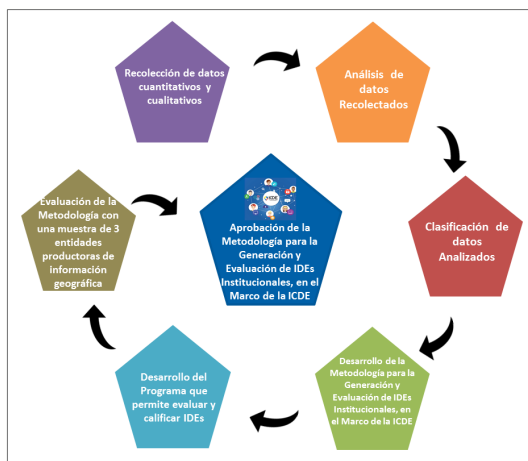 Recolección de datos
cuantitativos y
cualitativos
Análisis de
datos
Recolectados
Clasificación de
datos
Analizados
Desarrollo de la
Metodología para la
Generación y
Evaluación de IDEs
Institucionales, en
el Marco de la ICDE
Desarrollo del
Programa que
permite evaluar y
calificar IDEs
Evaluación de la
Metodología con
una muestra de 3
entidades
productoras de
información
geográfica
ICDE
Aprobación de la
Metodología para la
Generación y
Evaluación de IDEs
Institucionales, en el
Marco de la ICDE